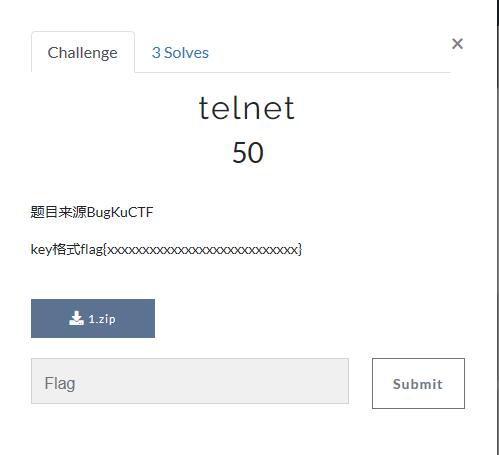 Challenge 3 Solves ×
telnet
50
题目来源BugKuCTF
key格式flag{xxxxxxxxxxxxxxxxxxxxxxxxxxx}
1.zip
Flag Submit